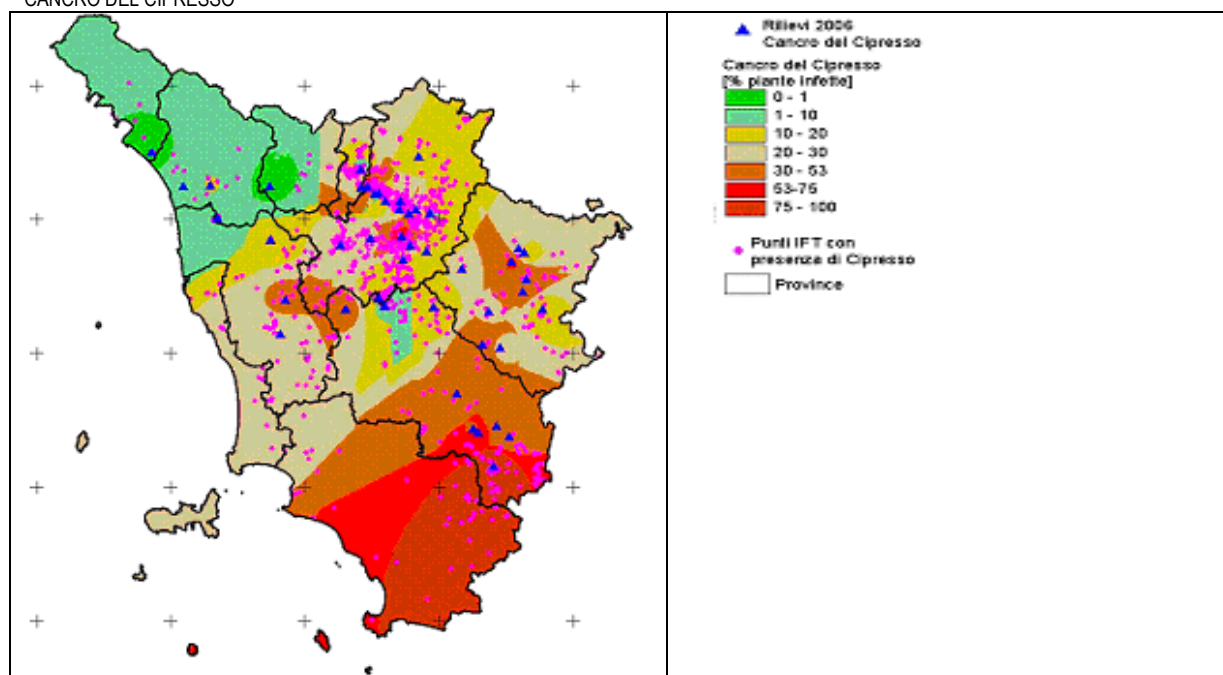 CANCRO DEL CIPRESSO
Rilievi 2006
Cancro del Cipresso
Cancro del Cipresso
[% piante infette]
0 - 1
1 - 10
10 - 20
20 - 30
30 - 53
53-75
75 - 100
Punti IFT con
presenza di Cipresso
Province